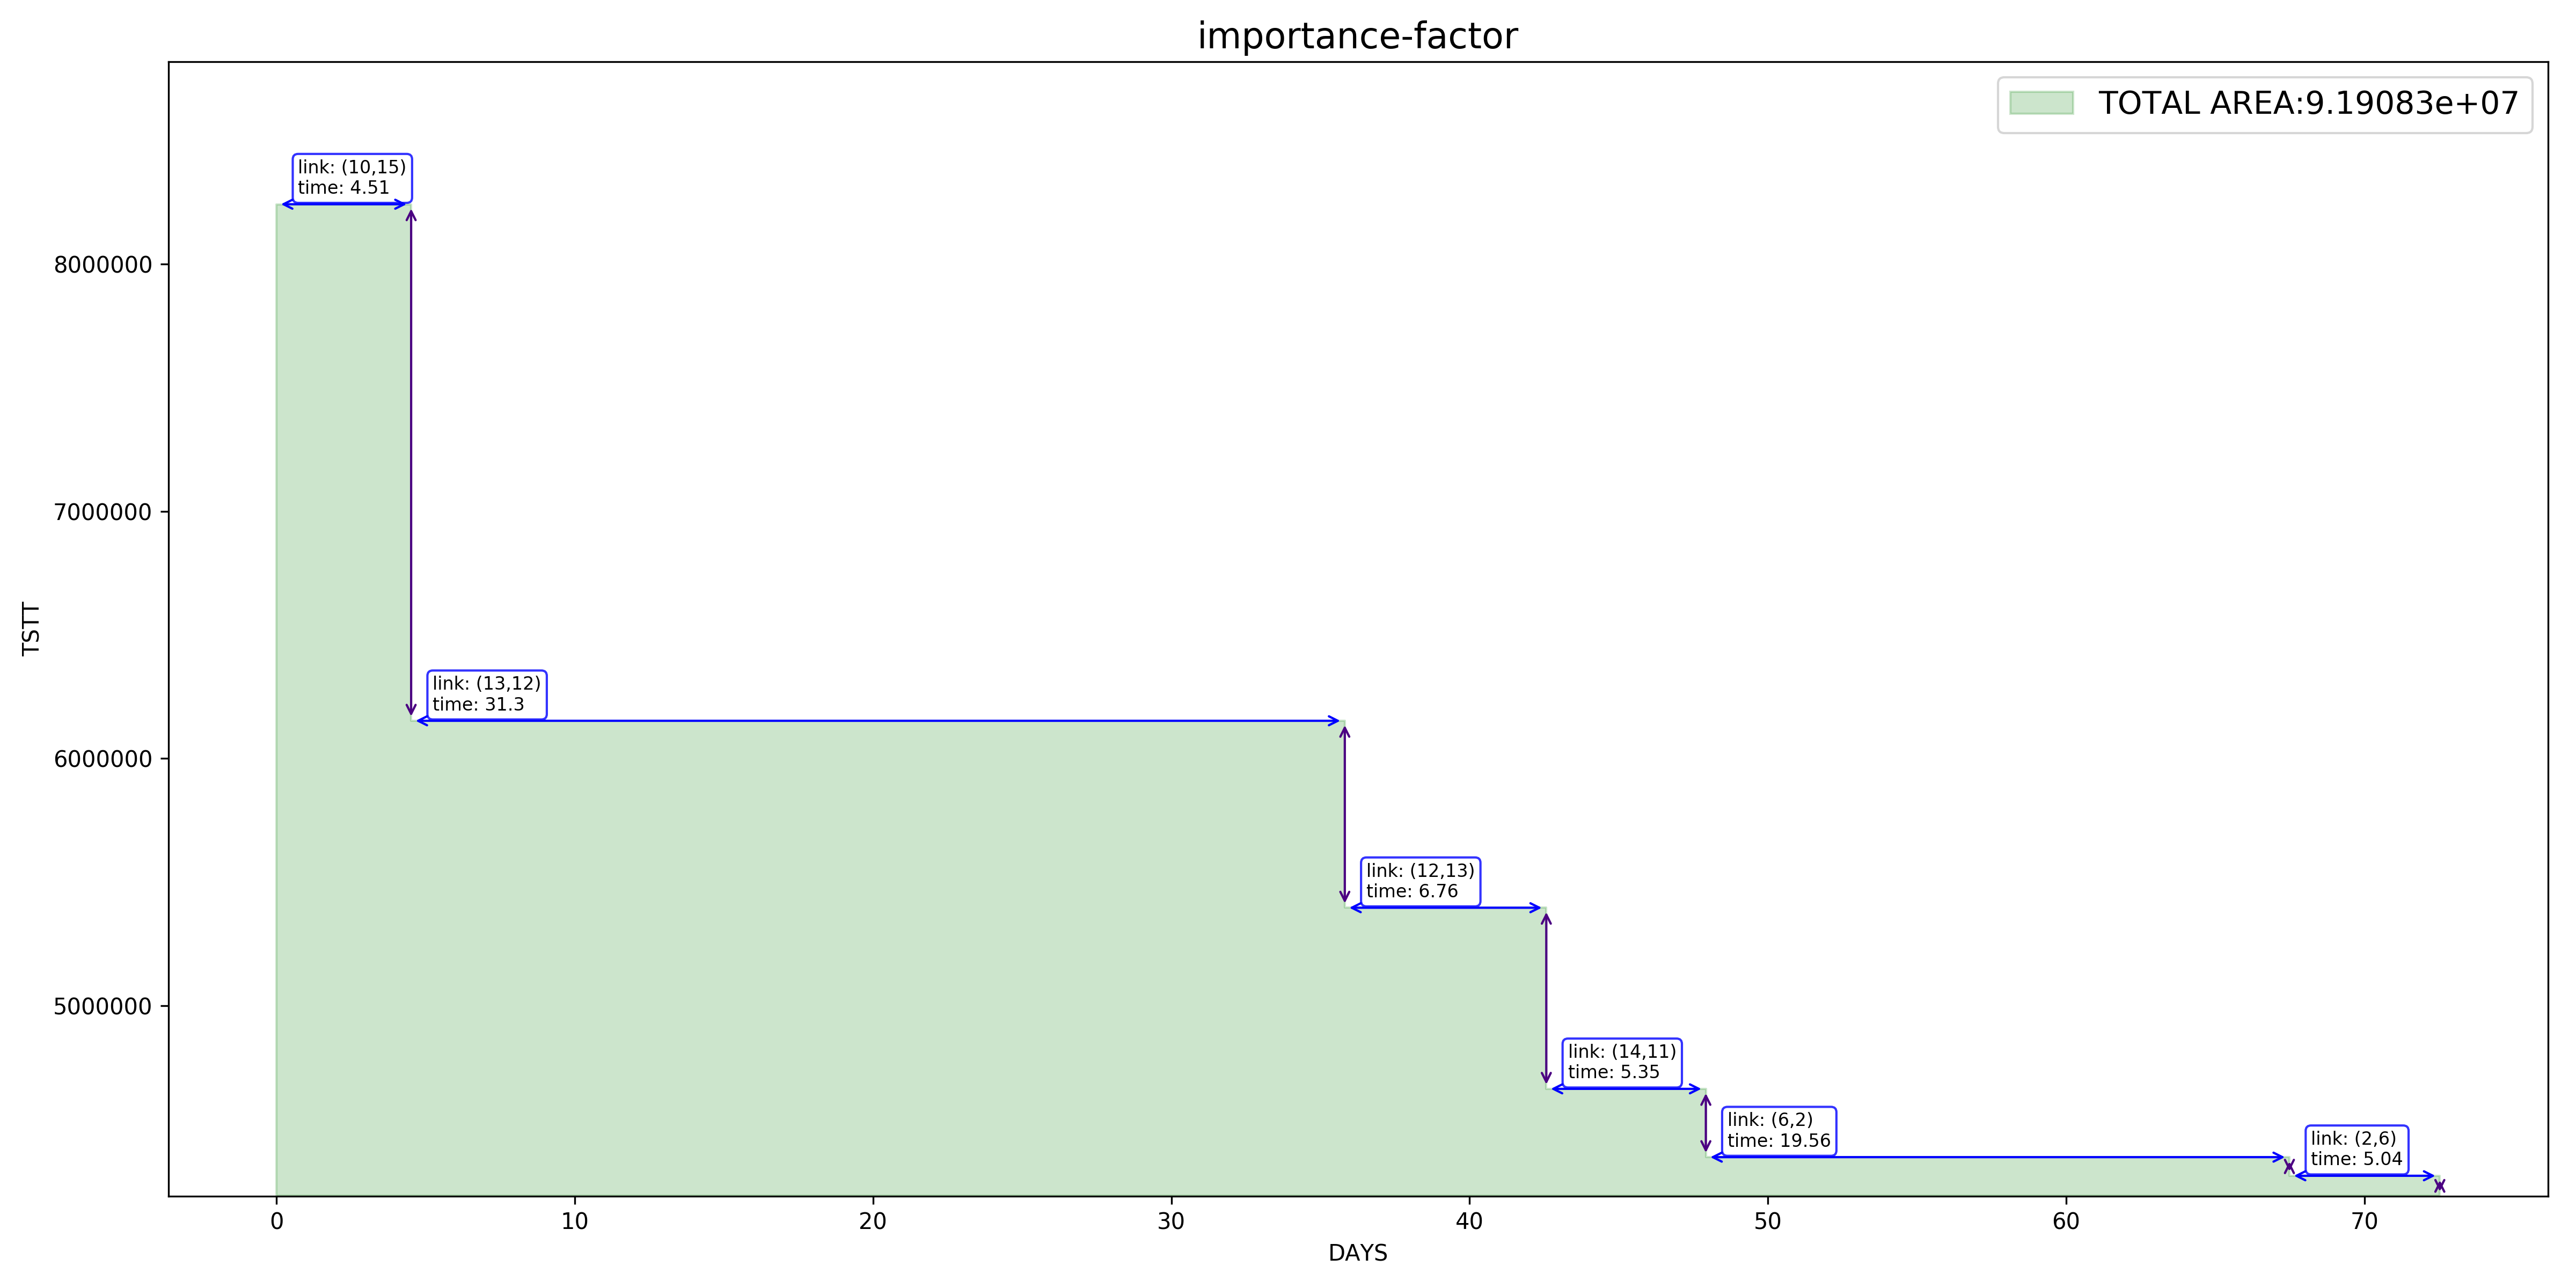 importance-factor
TOTAL AREA:9.19083e+07
link: (10,15)
time: 4.51
8000000
7000000
TSTT
link: (13,12)
time: 31.3
6000000
link: (12,13)
time: 6.76
5000000
link: (14,11)
time: 5.35
link: (6,2)
time: 19.56
link: (2,6)
time: 5.04
0 10 20 30 40 50 60 70
DAYS